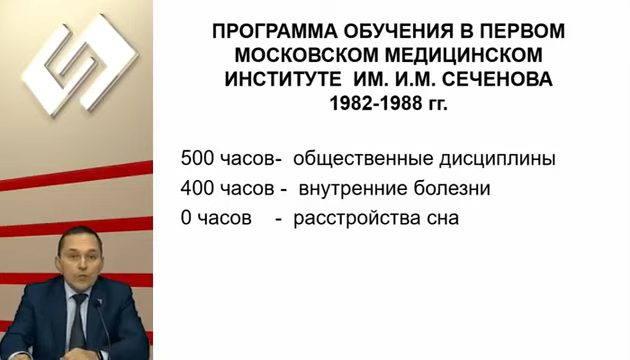 ПРОГРАММА ОБУЧЕНИЯ В ПЕРВОМ
МОСКОВСКОМ МЕДИЦИНСКОМ
ИНСТИТУТЕ ИМ. И.М. СЕЧЕНОВА
1982-1988 гг.
500 часов- общественные дисциплины
400 часов - внутренние болезни
0 часов - расстройства сна